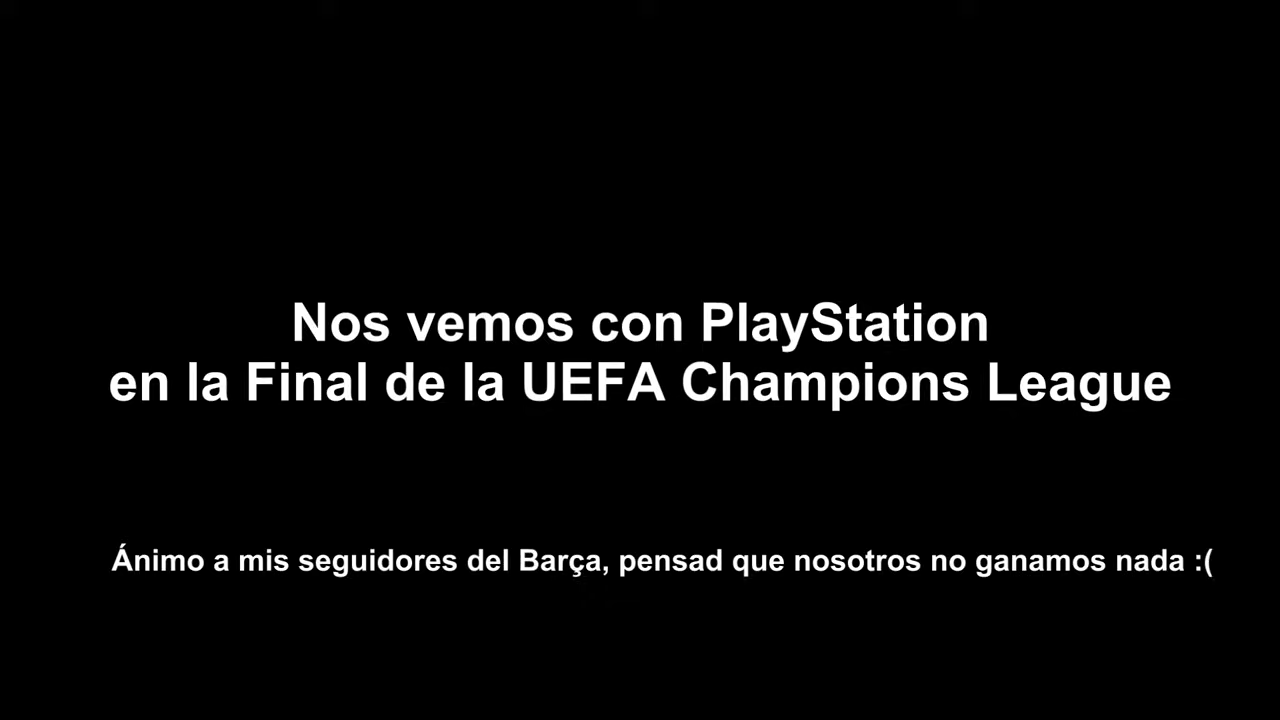 Nos vemos con PlayStation
en la Final de la UEFA Champions League
Ánimo a mis seguidores del Barça, pensad que nosotros no ganamos nada :(